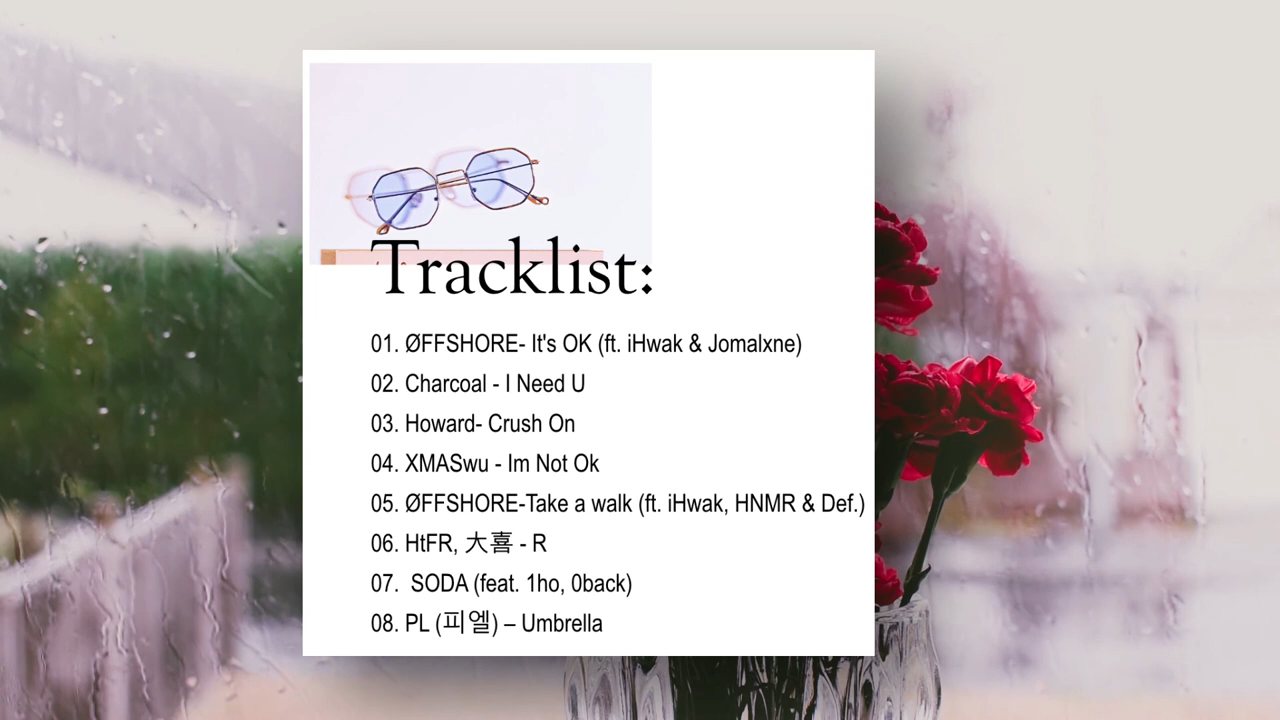 Tracklist:
01. ØFFSHORE- It's OK (ft. iHwak & Jomalxne)
02. Charcoal - I Need U
03. Howard- Crush On
04. XMASwu - Im Not Ok
05. ØFFSHORE-Take a walk (ft. iHwak, HNMR & Def.)
06. HtFR, 大喜 - R
07.  SODA (feat. 1ho, 0back)
08. PL (피엘) – Umbrella